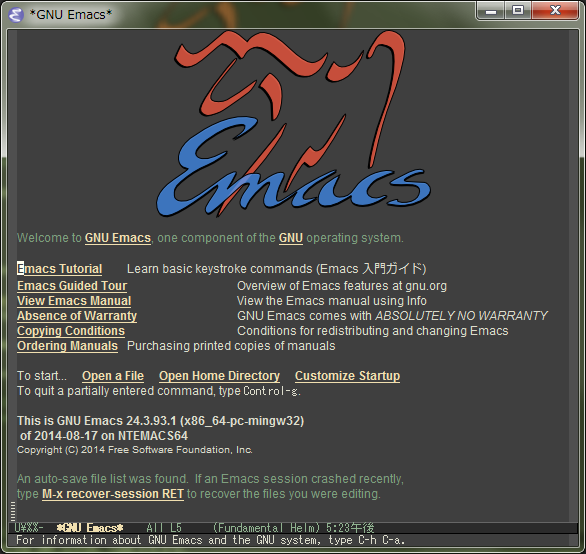 *GNU Emacs*
Emacs
Welcome to GNU Emacs, one component of the GNU operating system.
Emacs Tutorial Learn basic keystroke commands (Emacs 入門ガイド)
Emacs Guided Tour Overview of Emacs features at gnu.org
View Emacs Manual View the Emacs manual using Info
Absence of Warranty GNU Emacs comes with ABSOLUTELY NO WARRANTY
Copying Conditions Conditions for redistributing and changing Emacs
Ordering Manuals Purchasing printed copies of manuals
To start... Open a File Open Home Directory Customize Startup
To quit a partially entered command, type Control-g.
This is GNU Emacs 24.3.93.1 (x86_64-pc-mingw32)
of 2014-08-17 on NTEMACS64
Copyright (C) 2014 Free Software Foundation, Inc.
An auto-save file list was found. If an Emacs session crashed recently,
type M-x recover-session RET to recover the files you were editing.
U¥%%- *GNU Emacs* All L5 (Fundamental Helm) 5:23午後
For information about GNU Emacs and the GNU system, type C-h C-a.